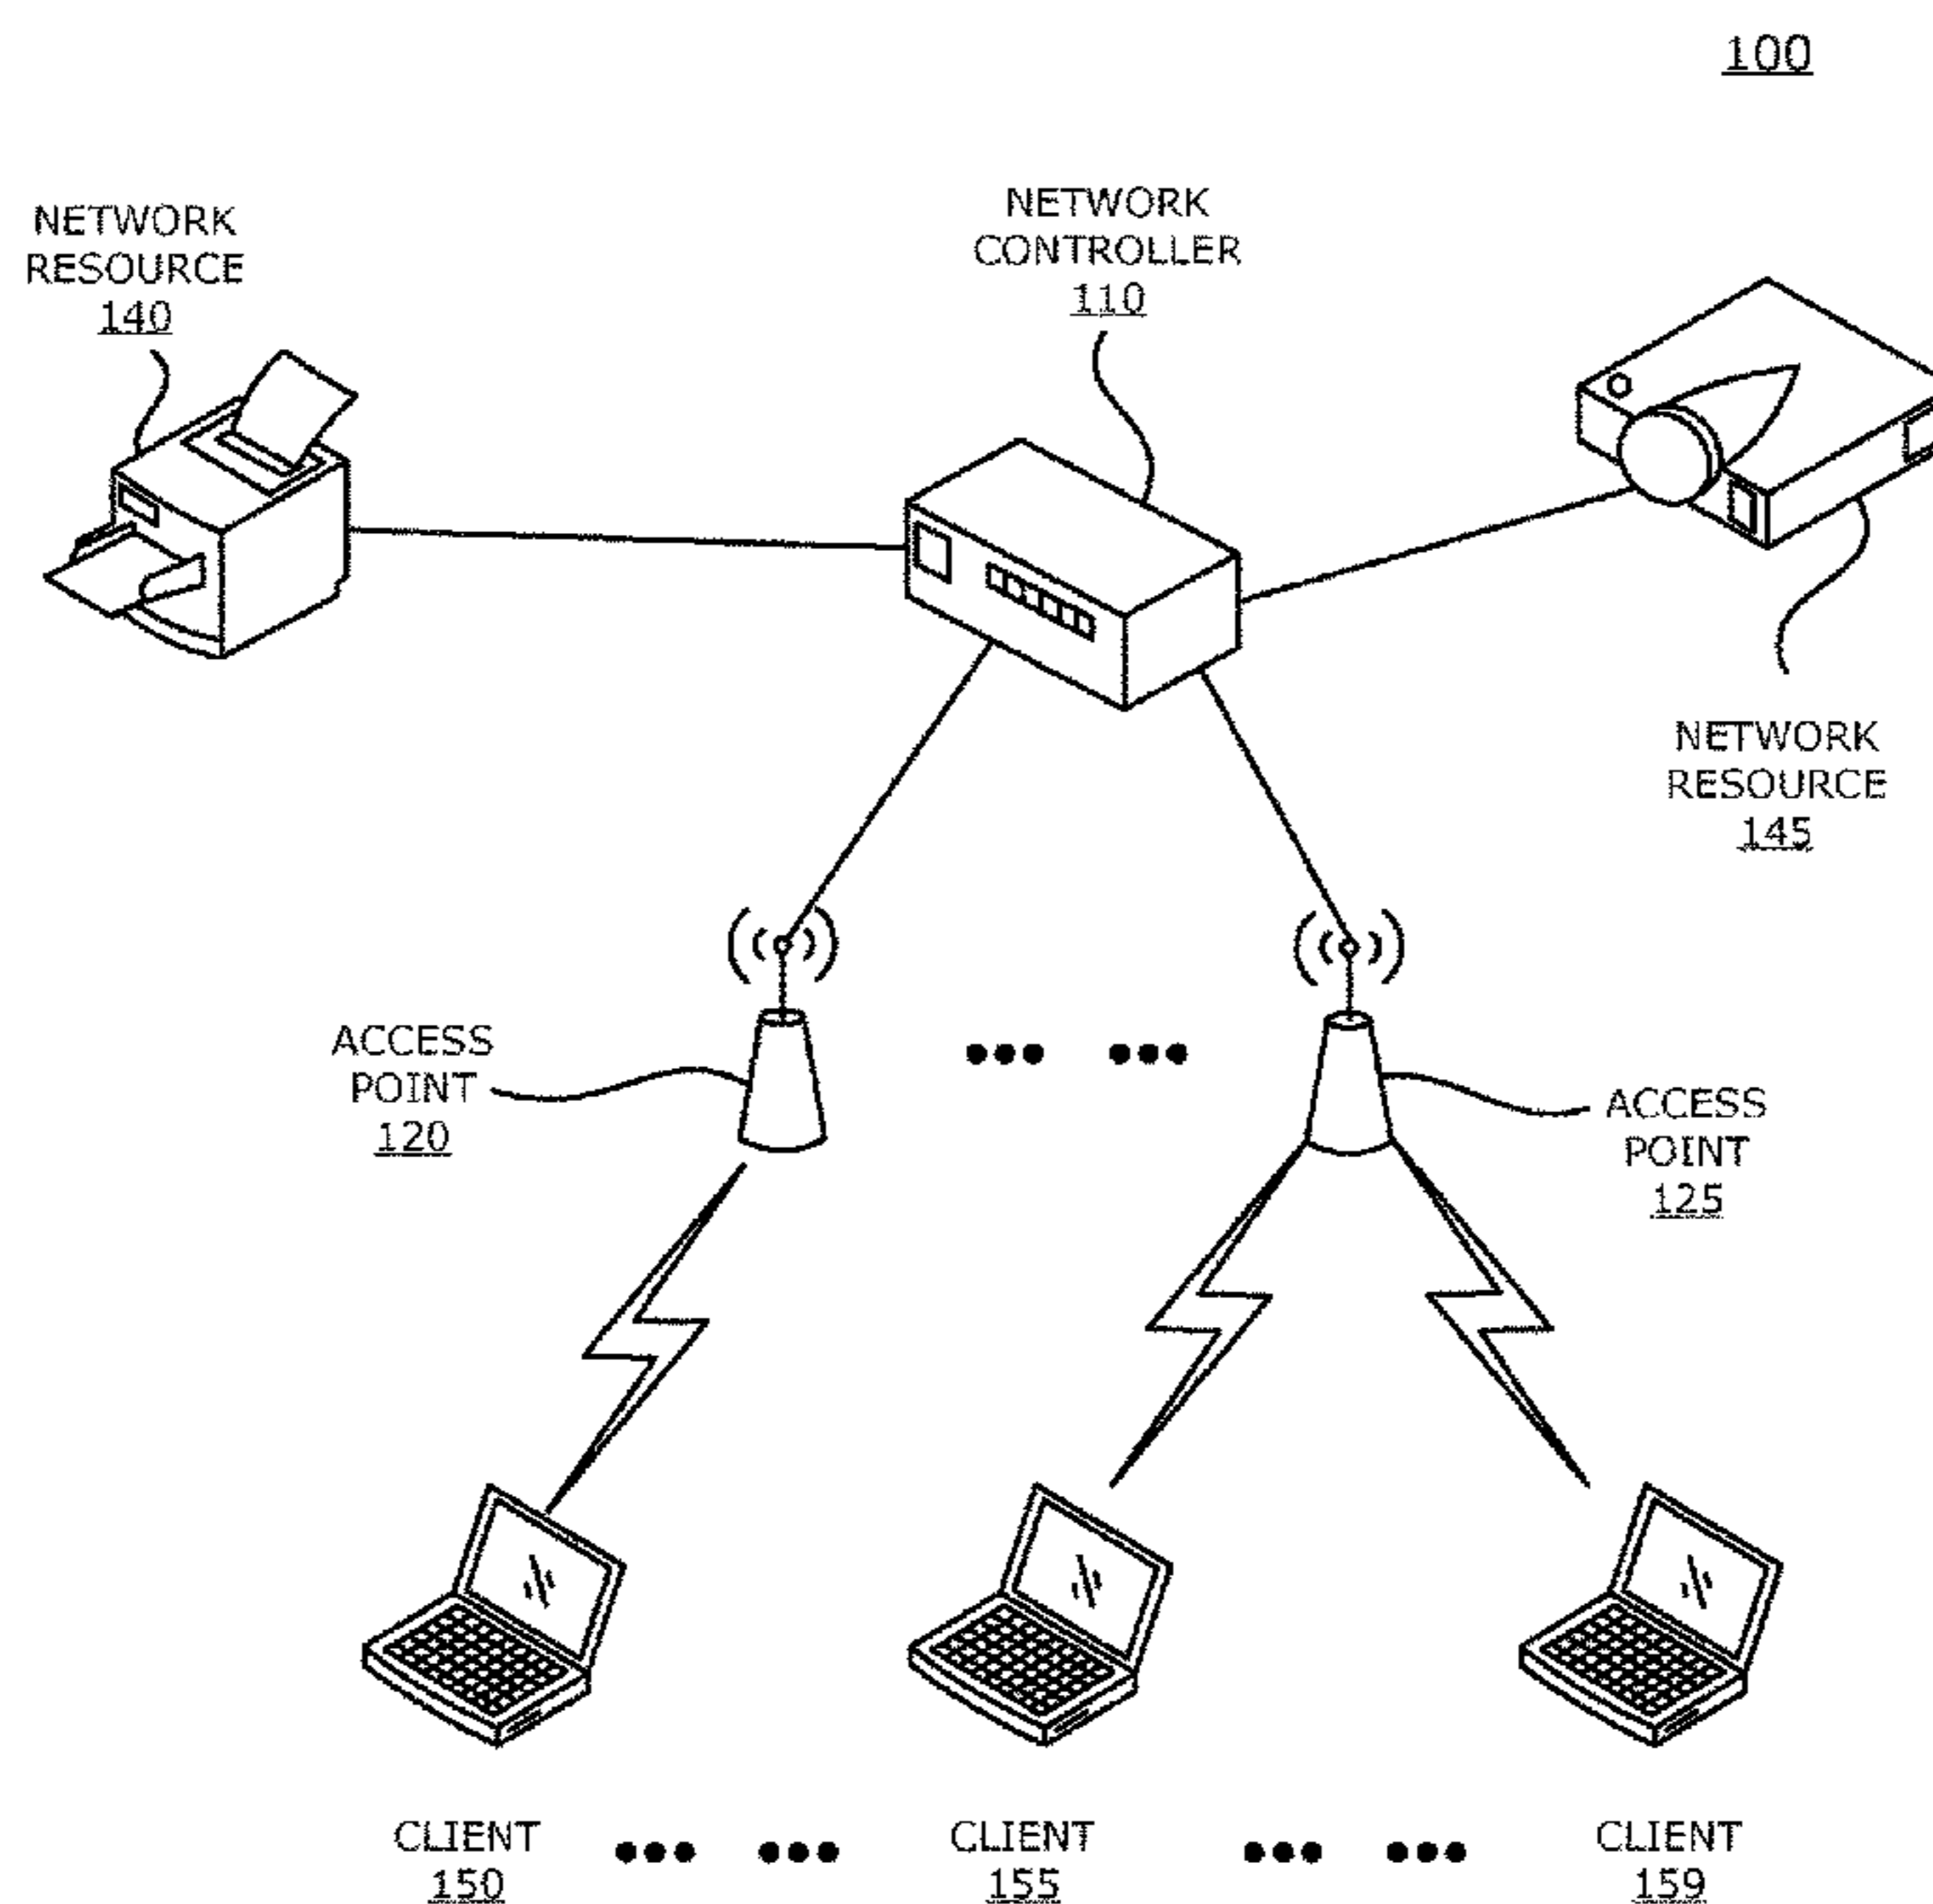 100
NETWORK
RESOURCE
140
NETWORK
CONTROLLER
110
NETWORK
RESOURCE
145
ACCESS
POINT
120
ACCESS
POINT
125
CLIENT
150
CLIENT
155
CLIENT
159